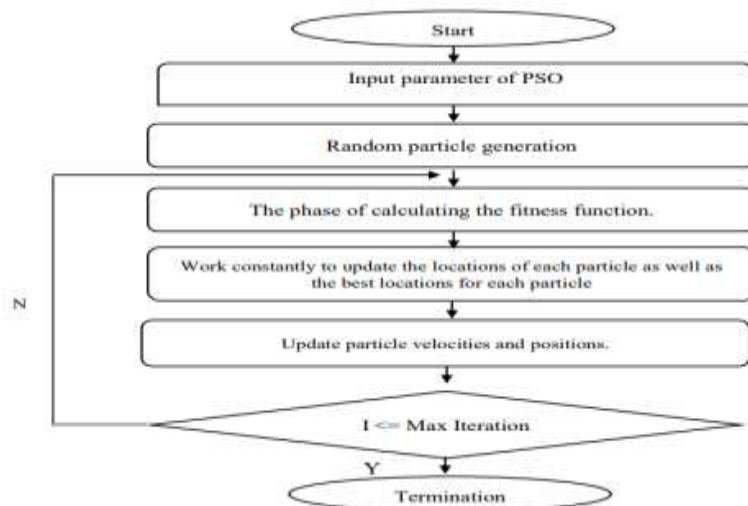 Start
Input parameter of PSO
Random particle generation
The phase of calculating the fitness function.
Work constantly to update the locations of each particle as well as
the best locations for each particle
Update particle velocities and positions.
N
I <= Max Iteration
Y
Termination